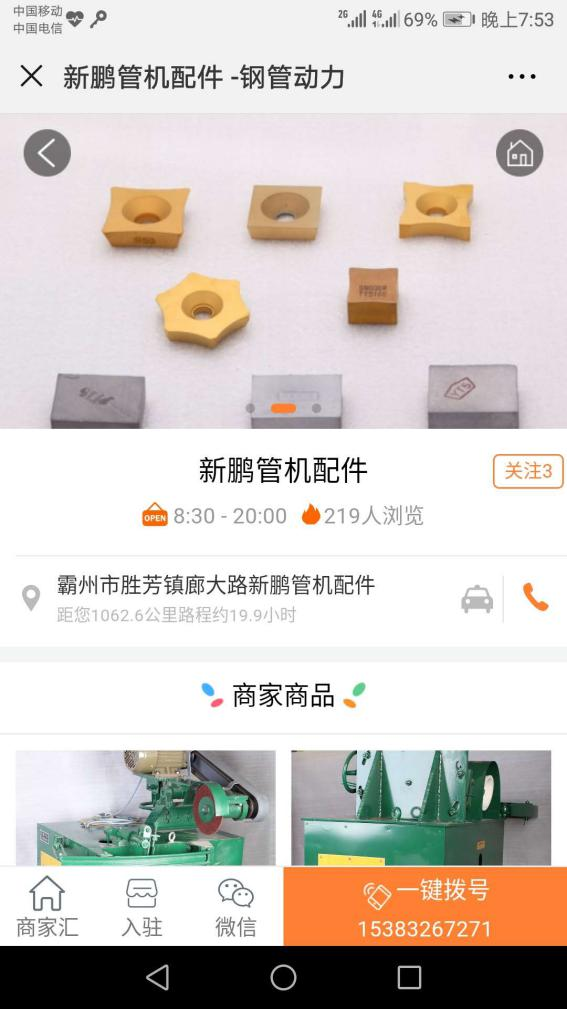 中国移动
中国电信
2G 4G 69% 晚上7:53
新鹏管机配件 -钢管动力
YT5
新鹏管机配件
关注3
OPEN 8:30 - 20:00 219人浏览
霸州市胜芳镇廊大路新鹏管机配件
距您1062.6公里路程约19.9小时
商家商品
商家汇 入驻 微信
一键拨号
15383267271